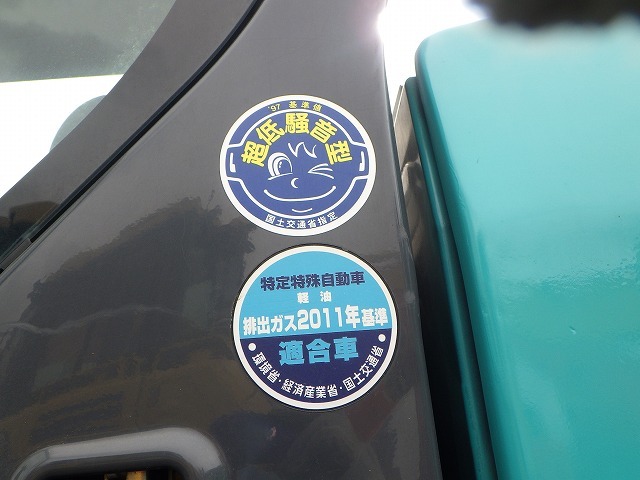 '97 基準値
超低騒音型
国土交通省指定
特定特殊自動車
軽油
排出ガス2011年基準
適合車
・環境省・経済産業省・国土交通省・